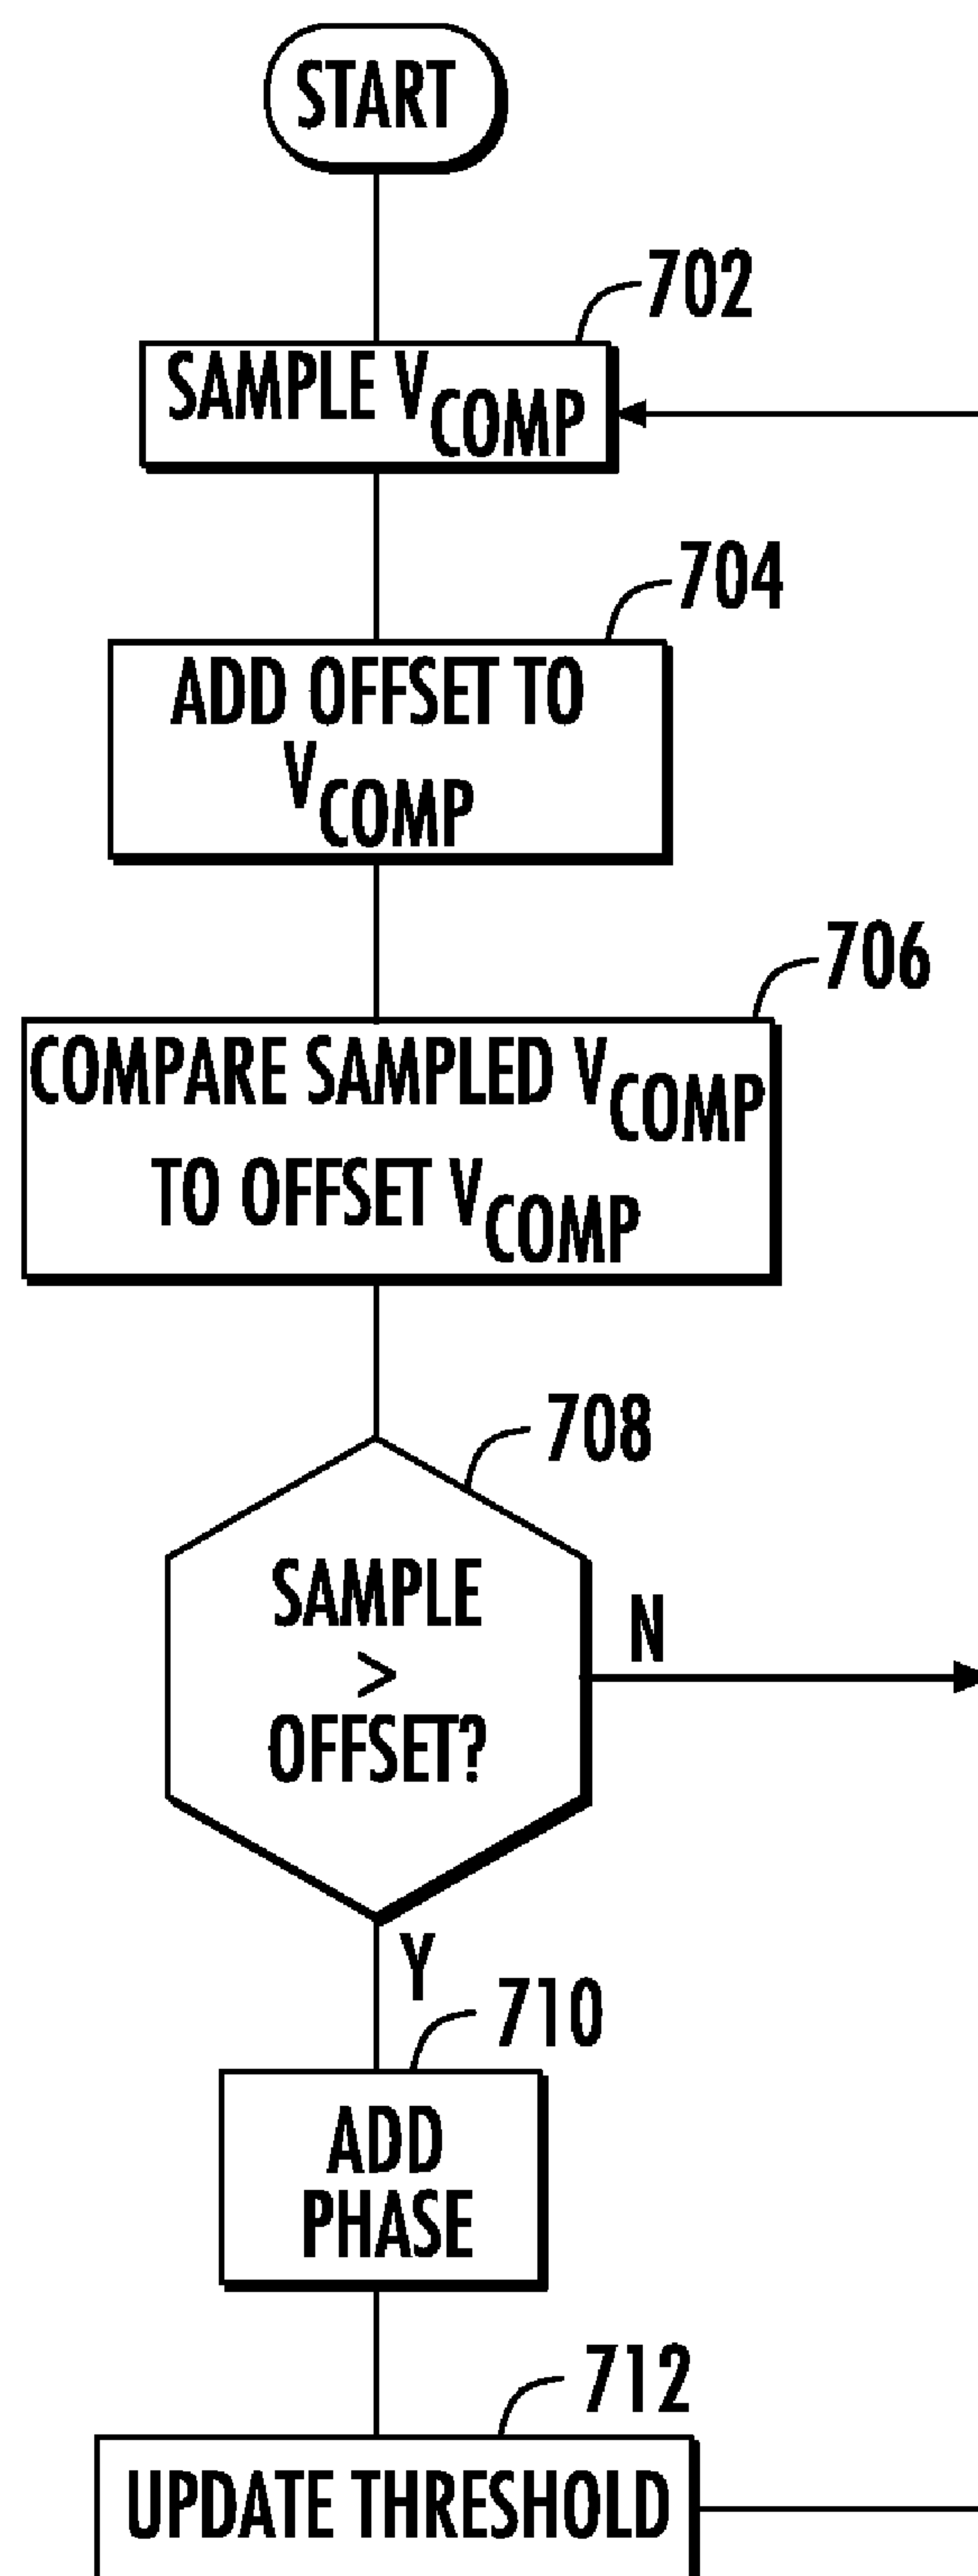 START
702
SAMPLE VCOMP
704
ADD OFFSET TO
VCOMP
706
COMPARE SAMPLED VCOMP
TO OFFSET VCOMP
708
SAMPLE
>
OFFSET?
N
Y
710
ADD
PHASE
712
UPDATE THRESHOLD